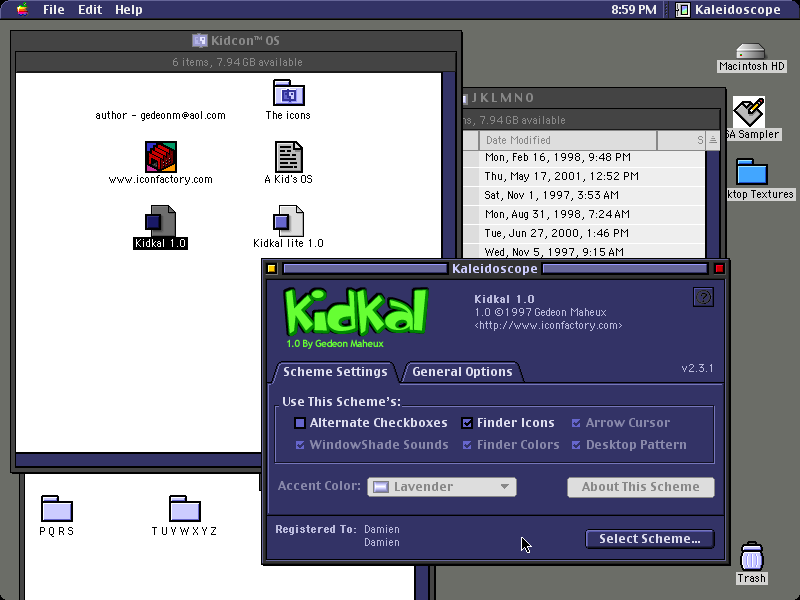 File Edit Help
8:59 PM
Kaleidoscope
Kidcon™ OS
6 items, 7.94 GB available
author - gedeonm@aol.com
The icons
www.iconfactory.com
A Kid's OS
Kidkal 1.0
Kidkal lite 1.0
JKLMNO
7.94 GB available
Date Modified
S
Mon, Feb 16, 1998, 9:48 PM
Thu, May 17, 2001, 12:52 PM
Sat, Nov 1, 1997, 3:53 AM
Mon, Aug 31, 1998, 7:24 AM
Tue, Jun 27, 2000, 1:46 PM
Wed, Nov 5, 1997, 9:15 AM
Macintosh HD
SA Sampler
ktop Textures
Kaleidoscope
Kidkal
1.0 By Gedeon Maheux
Kidkal 1.0
1.0 ©1997 Gedeon Maheux
<http://www.iconfactory.com>
?
Scheme Settings
General Options
v2.3.1
Use This Scheme's:
Alternate Checkboxes
Finder Icons
Arrow Cursor
WindowShade Sounds
Finder Colors
Desktop Pattern
Accent Color:
Lavender
About This Scheme
Registered To:
Damien
Damien
Select Scheme...
PQRS
TUVWXYZ
Trash